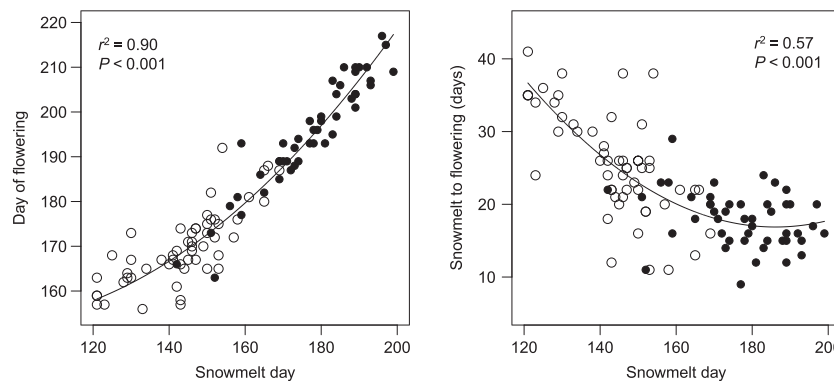 r² = 0.90
P < 0.001
220
210
200
190
180
170
160
Day of flowering
120 140 160 180 200
Snowmelt day
r² = 0.57
P < 0.001
40
30
20
10
Snowmelt to flowering (days)
120 140 160 180 200
Snowmelt day